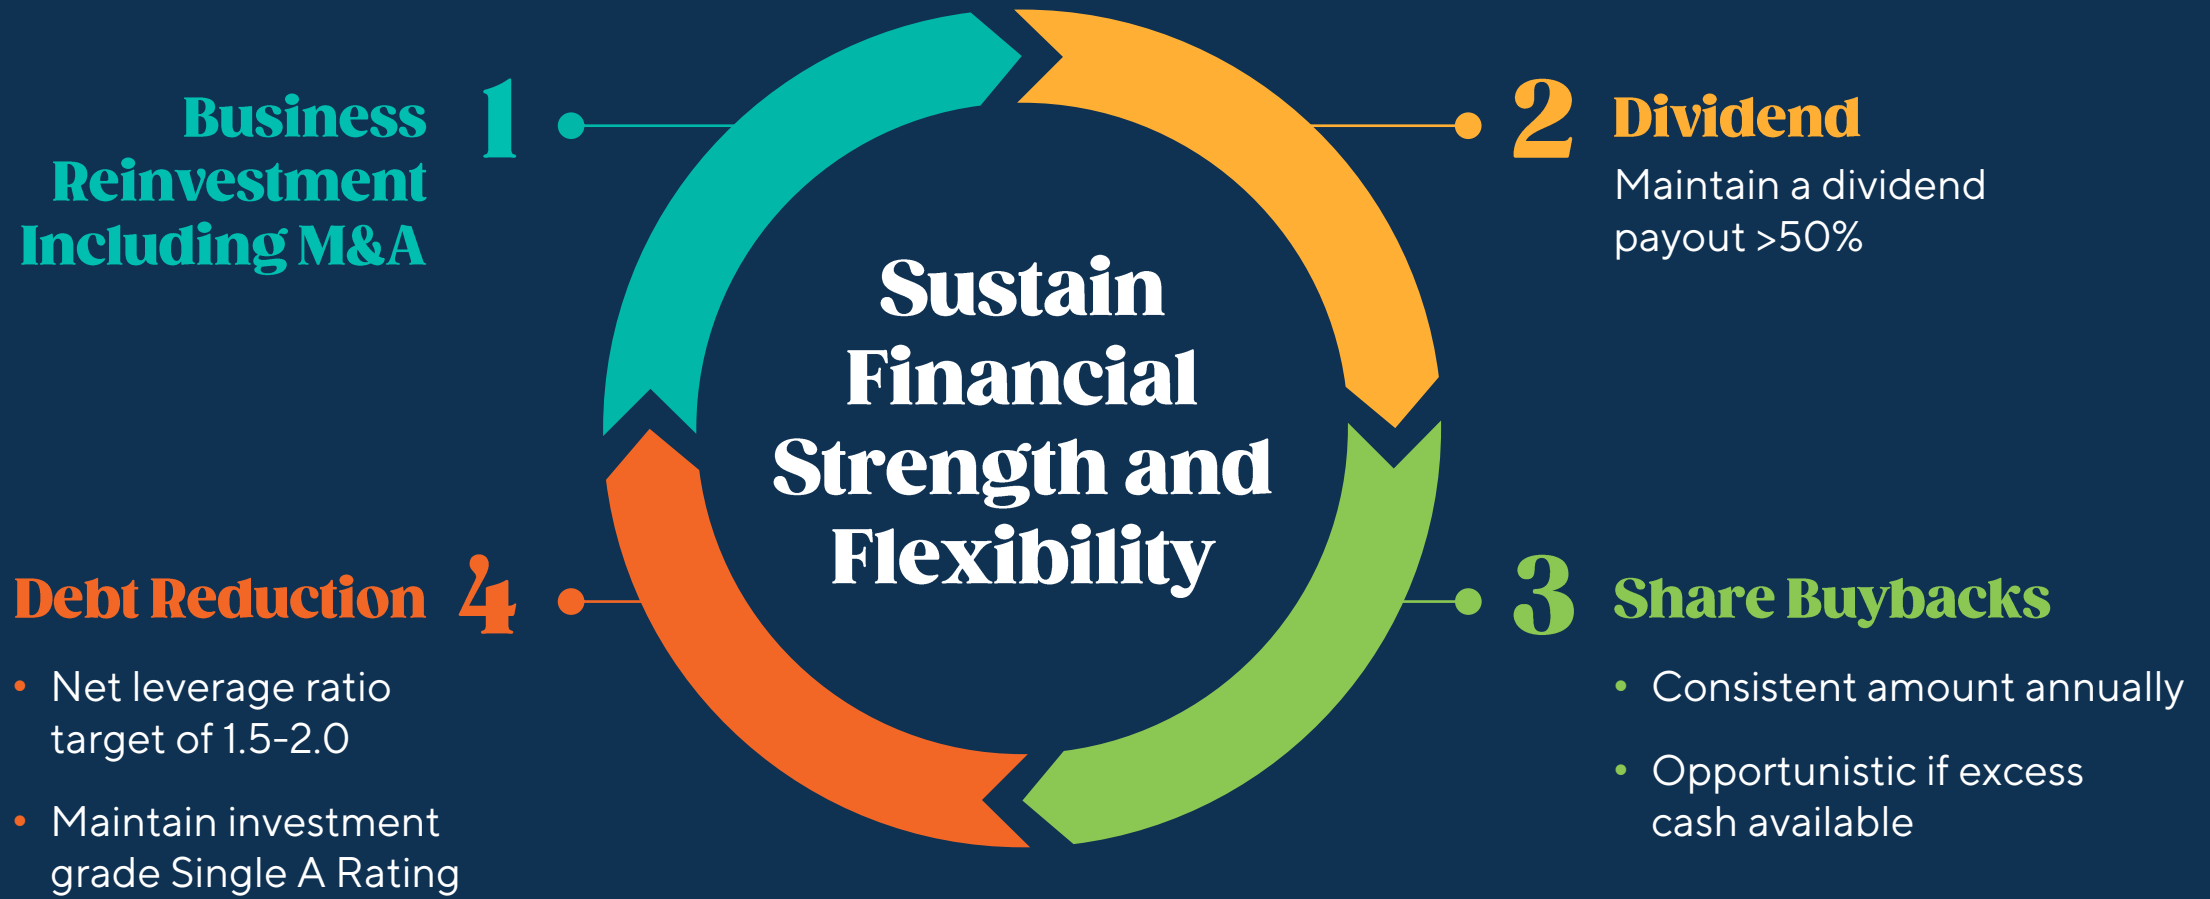 Business
Reinvestment
Including M&A
1
2
Dividend
Maintain a dividend
payout >50%
Sustain
Financial
Strength and
Flexibility
3
Share Buybacks
• Consistent amount annually
• Opportunistic if excess
cash available
Debt Reduction
4
• Net leverage ratio
target of 1.5-2.0
• Maintain investment
grade Single A Rating